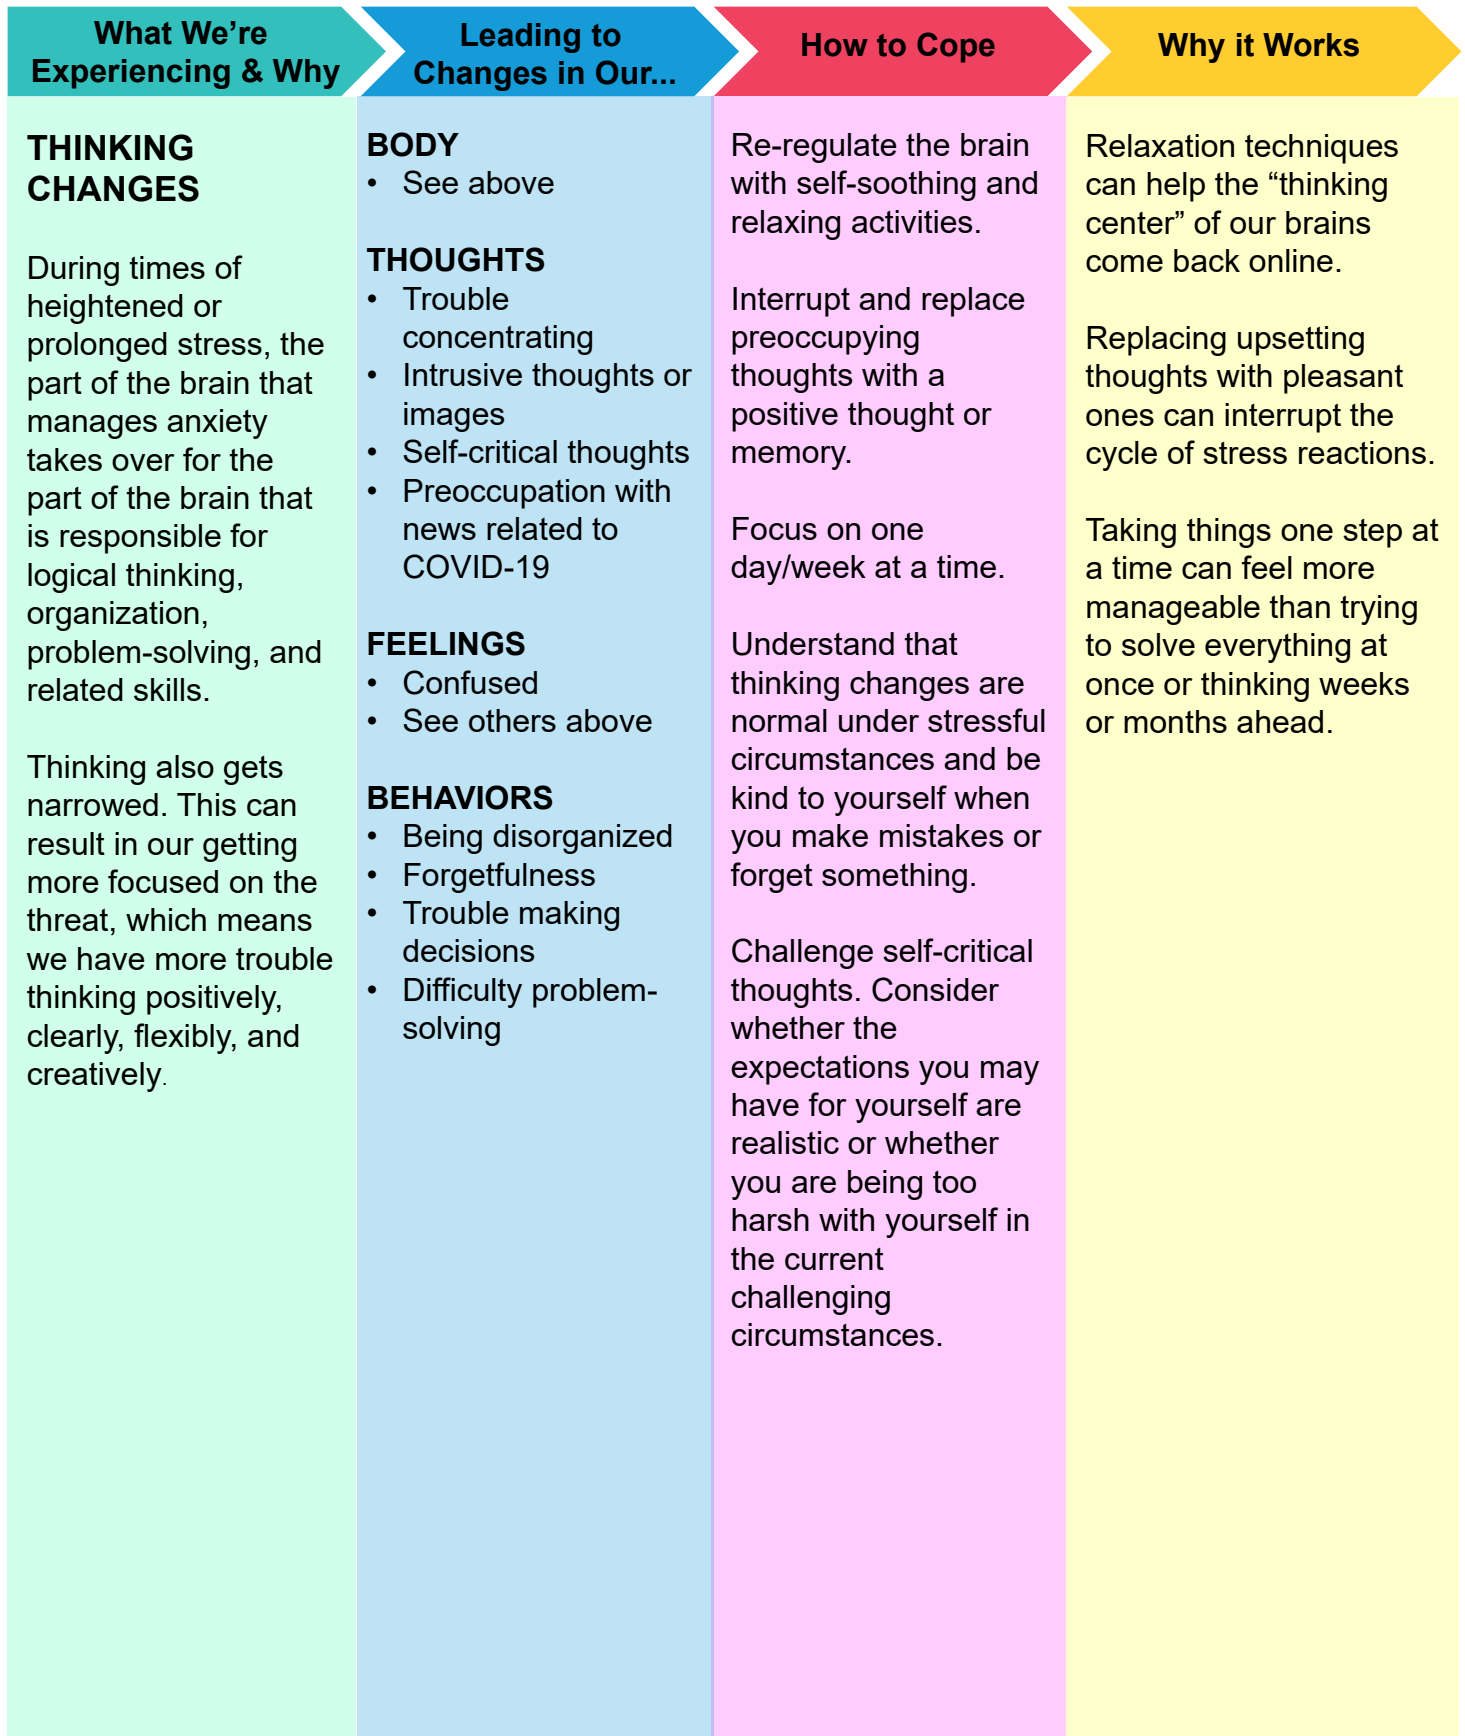 What We’re
Experiencing & Why
Leading to
Changes in Our...
How to Cope
Why it Works
THINKING
CHANGES
During times of
heightened or
prolonged stress, the
part of the brain that
manages anxiety
takes over for the
part of the brain that
is responsible for
logical thinking,
organization,
problem-solving, and
related skills.
Thinking also gets
narrowed. This can
result in our getting
more focused on the
threat, which means
we have more trouble
thinking positively,
clearly, flexibly, and
creatively.
BODY
• See above
THOUGHTS
• Trouble
concentrating
• Intrusive thoughts or
images
• Self-critical thoughts
• Preoccupation with
news related to
COVID-19
FEELINGS
• Confused
• See others above
BEHAVIORS
• Being disorganized
• Forgetfulness
• Trouble making
decisions
• Difficulty problem-
solving
Re-regulate the brain
with self-soothing and
relaxing activities.
Interrupt and replace
preoccupying
thoughts with a
positive thought or
memory.
Focus on one
day/week at a time.
Understand that
thinking changes are
normal under stressful
circumstances and be
kind to yourself when
you make mistakes or
forget something.
Challenge self-critical
thoughts. Consider
whether the
expectations you may
have for yourself are
realistic or whether
you are being too
harsh with yourself in
the current
challenging
circumstances.
Relaxation techniques
can help the “thinking
center” of our brains
come back online.
Replacing upsetting
thoughts with pleasant
ones can interrupt the
cycle of stress reactions.
Taking things one step at
a time can feel more
manageable than trying
to solve everything at
once or thinking weeks
or months ahead.